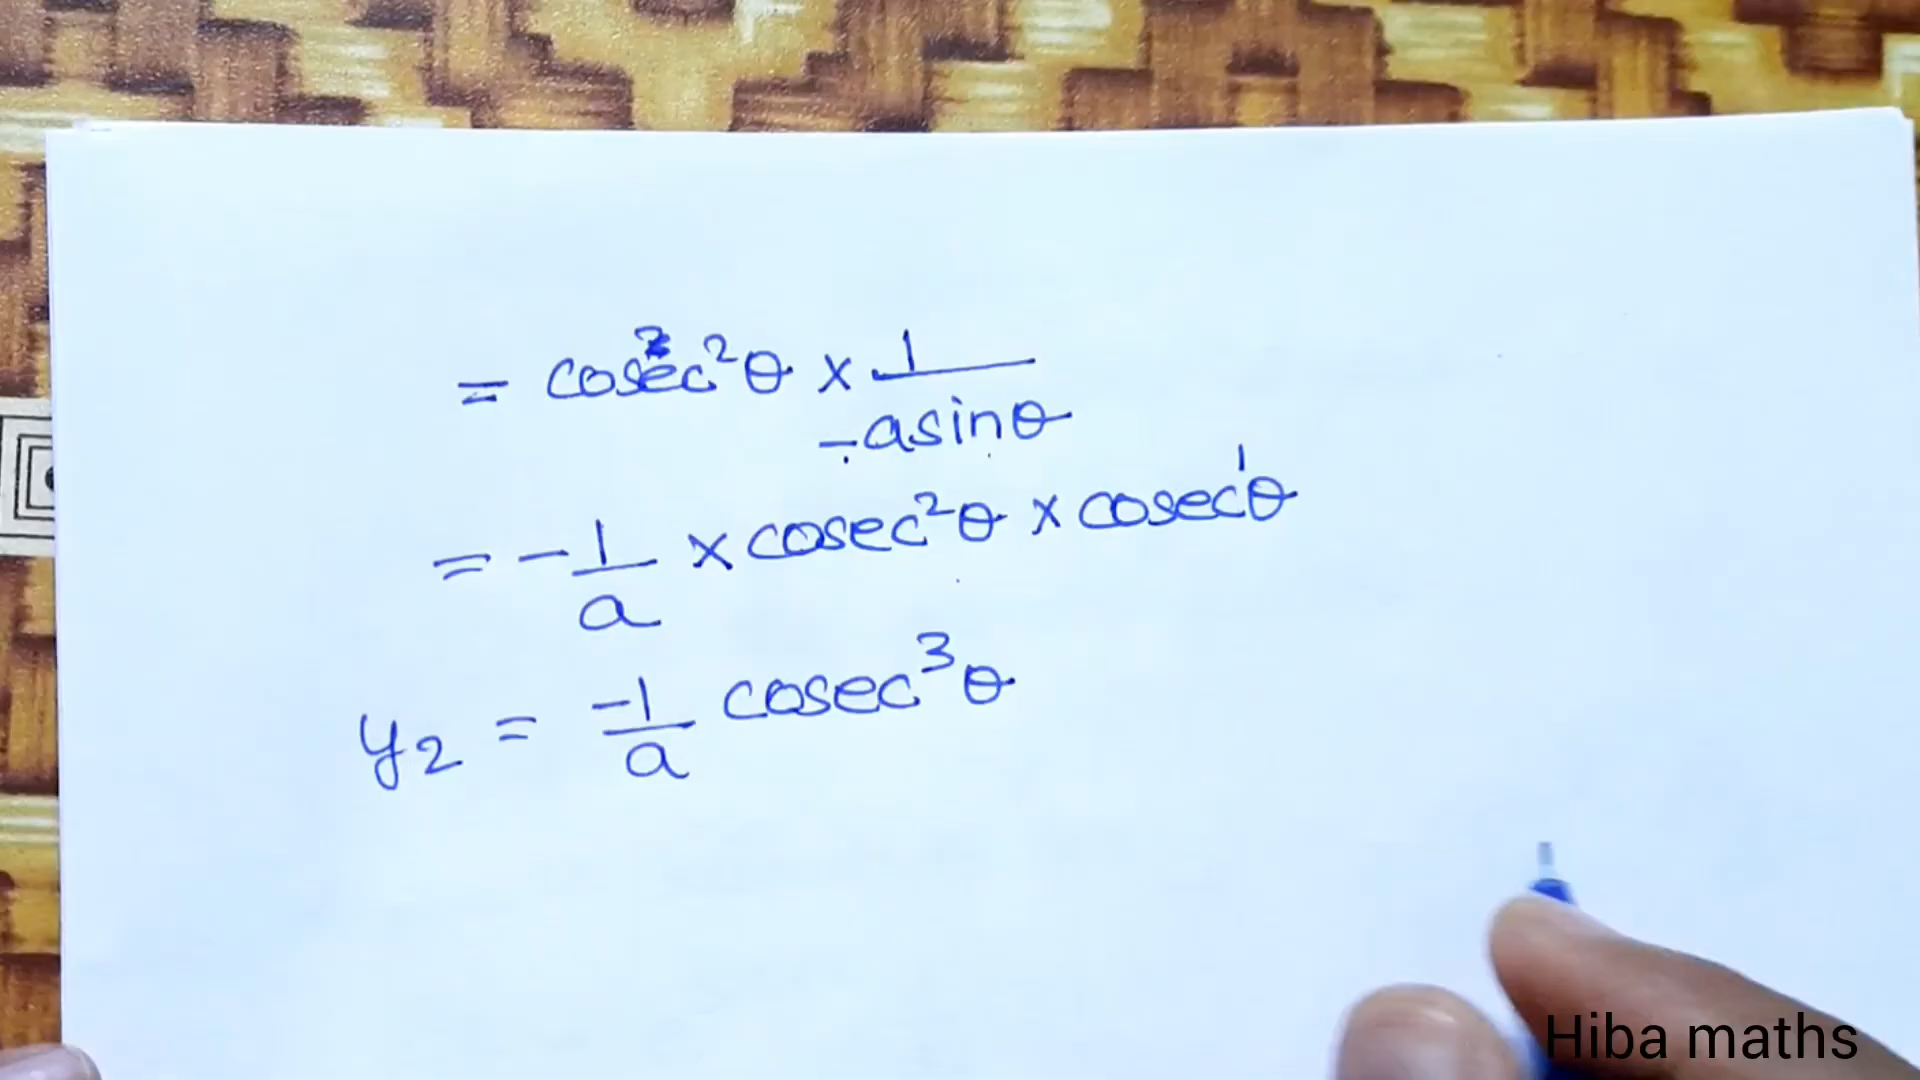 = cosec²θ × 1/-asinθ
= -1/a × cosec²θ × cosec¹θ
y₂ = -1/a cosec³θ
Hiba maths